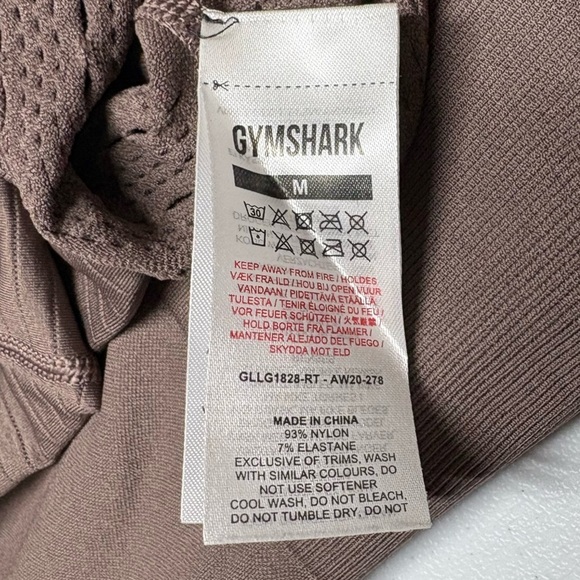 GYMSHARK
M
30
KEEP AWAY FROM FIRE / HOLDES
VÆK FRA ILD / HOU BIJ OPEN VUUR
VANDAAN / PIDETTÄVÄ ETÄÄLLÄ
TULESTA / TENIR ÉLOIGNÉ DU FEU /
VOR FEUER SCHÜTZEN / 火気厳禁 /
HOLD BORTE FRA FLAMMER /
MANTENER ALEJADO DEL FUEGO /
SKYDDA MOT ELD
GLLG1828-RT - AW20-278
MADE IN CHINA
93% NYLON
7% ELASTANE
EXCLUSIVE OF TRIMS, WASH
WITH SIMILAR COLOURS, DO
NOT USE SOFTENER
COOL WASH, DO NOT BLEACH,
DO NOT TUMBLE DRY, DO NOT